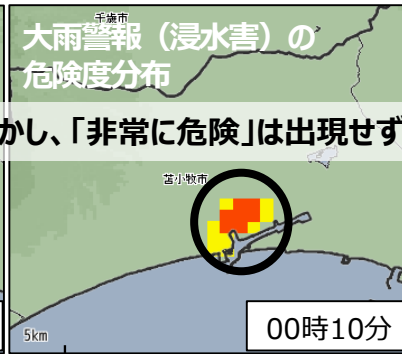 千歳市
大雨警報（浸水害）の
危険度分布
かし、「非常に危険」は出現せず
苫小牧市
5km
00時10分